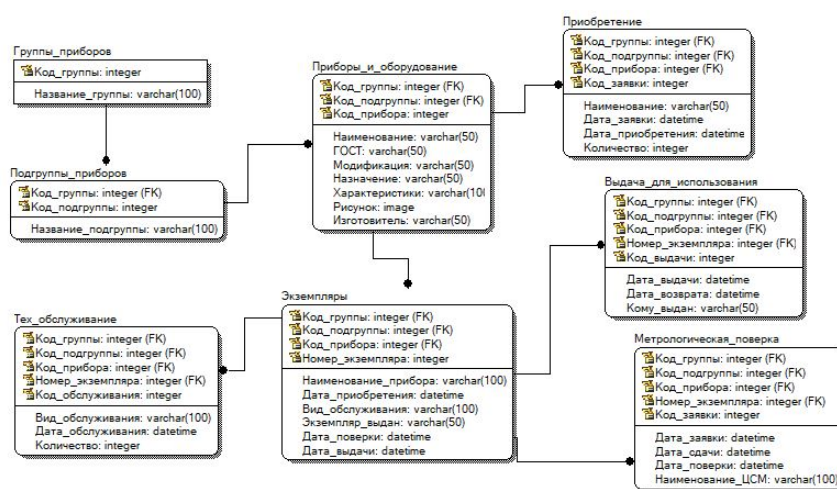 Группы_приборов
Код_группы: integer
Название_группы: varchar(100)
Подгруппы_приборов
Код_группы: integer (FK)
Код_подгруппы: integer
Название_подгруппы: varchar(100)
Приборы_и_оборудование
Код_группы: integer (FK)
Код_подгруппы: integer (FK)
Код_прибора: integer
Наименование: varchar(50)
ГОСТ: varchar(50)
Модификация: varchar(50)
Назначение: varchar(50)
Характеристики: varchar(100
Рисунок: image
Изготовитель: varchar(50)
Приобретение
Код_группы: integer (FK)
Код_подгруппы: integer (FK)
Код_прибора: integer (FK)
Код_заявки: integer
Наименование: varchar(50)
Дата_заявки: datetime
Дата_приобретения: datetime
Количество: integer
Выдача_для_использования
Код_группы: integer (FK)
Код_подгруппы: integer (FK)
Код_прибора: integer (FK)
Номер_экземпляра: integer (FK)
Код_выдачи: integer
Дата_выдачи: datetime
Дата_возврата: datetime
Кому_выдан: varchar(50)
Тех_обслуживание
Код_группы: integer (FK)
Код_подгруппы: integer (FK)
Код_прибора: integer (FK)
Номер_экземпляра: integer (FK)
Код_обслуживания: integer
Вид_обслуживания: varchar(100)
Дата_обслуживания: datetime
Количество: integer
Экземпляры
Код_группы: integer (FK)
Код_подгруппы: integer (FK)
Код_прибора: integer (FK)
Номер_экземпляра: integer
Наименование_прибора: varchar(100)
Дата_приобретения: datetime
Вид_обслуживания: varchar(100)
Экземпляр_выдан: varchar(50)
Дата_поверки: datetime
Дата_выдачи: datetime
Метрологическая_поверка
Код_группы: integer (FK)
Код_подгруппы: integer (FK)
Код_прибора: integer (FK)
Номер_экземпляра: integer (FK)
Код_заявки: integer
Дата_заявки: datetime
Дата_сдачи: datetime
Дата_поверки: datetime
Наименование_ЦСМ: varchar(100)